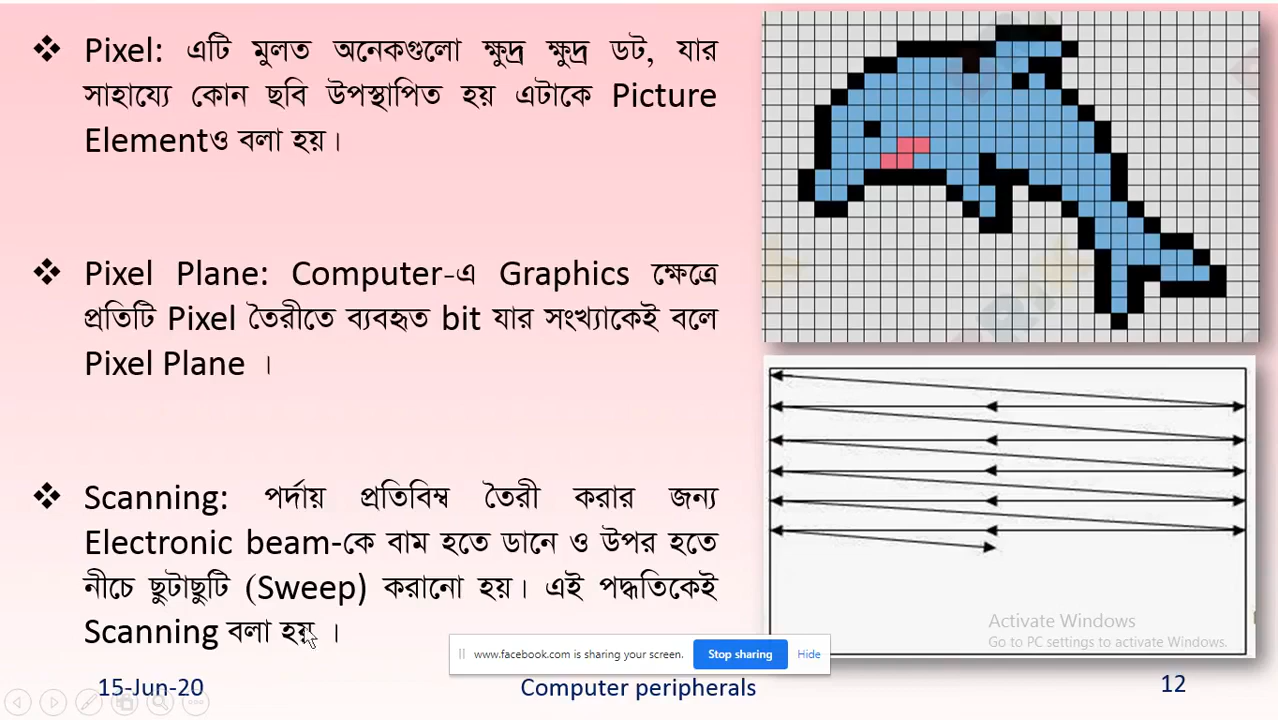 ❖ Pixel: এটি মুলত অনেকগুলো ক্ষুদ্র ক্ষুদ্র ডট, যার
সাহায্যে কোন ছবি উপস্থাপিত হয় এটাকে Picture
Elementও বলা হয়।
❖ Pixel Plane: Computer-এ Graphics ক্ষেত্রে
প্রতিটি Pixel তৈরীতে ব্যবহৃত bit যার সংখ্যাকেই বলে
Pixel Plane ।
❖ Scanning: পর্দায় প্রতিবিম্ব তৈরী করার জন্য
Electronic beam-কে বাম হতে ডানে ও উপর হতে
নীচে ছুটাছুটি (Sweep) করানো হয়। এই পদ্ধতিকেই
Scanning বলা হয় ।
Activate Windows
Go to PC settings to activate Windows.
www.facebook.com is sharing your screen.
Stop sharing
Hide
15-Jun-20
Computer peripherals
12